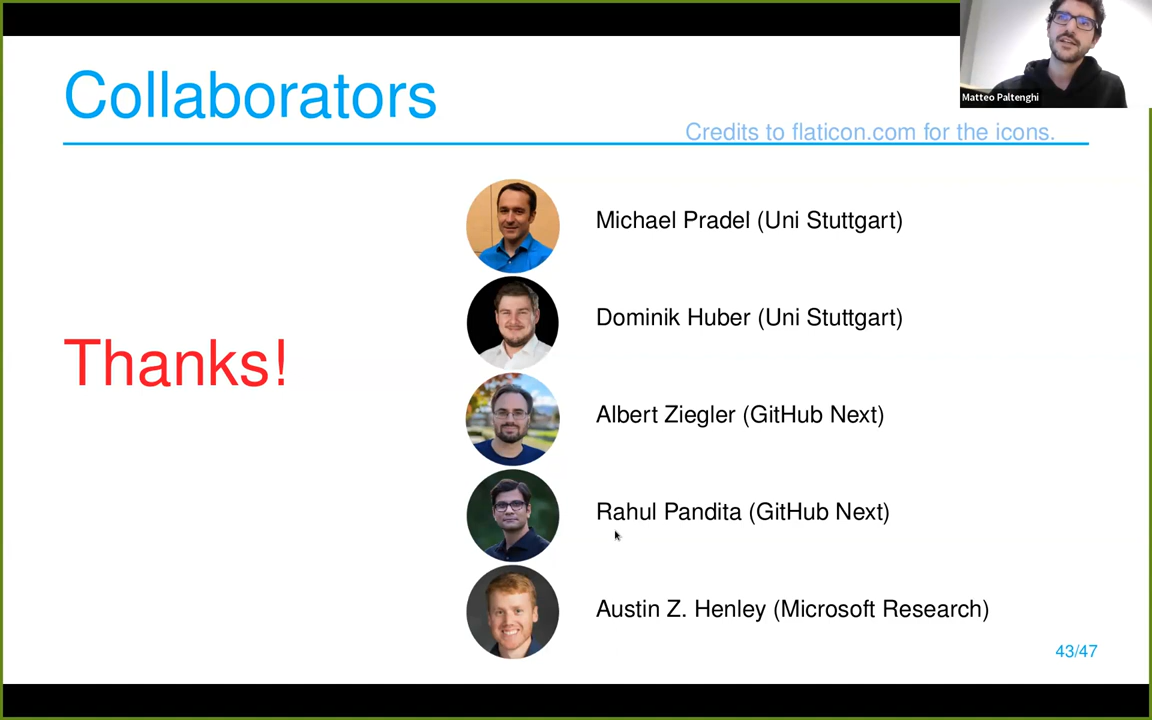 Collaborators
Matteo Paltenghi
Credits to flaticon.com for the icons.
Michael Pradel (Uni Stuttgart)
Dominik Huber (Uni Stuttgart)
Thanks!
Albert Ziegler (GitHub Next)
Rahul Pandita (GitHub Next)
Austin Z. Henley (Microsoft Research)
43/47